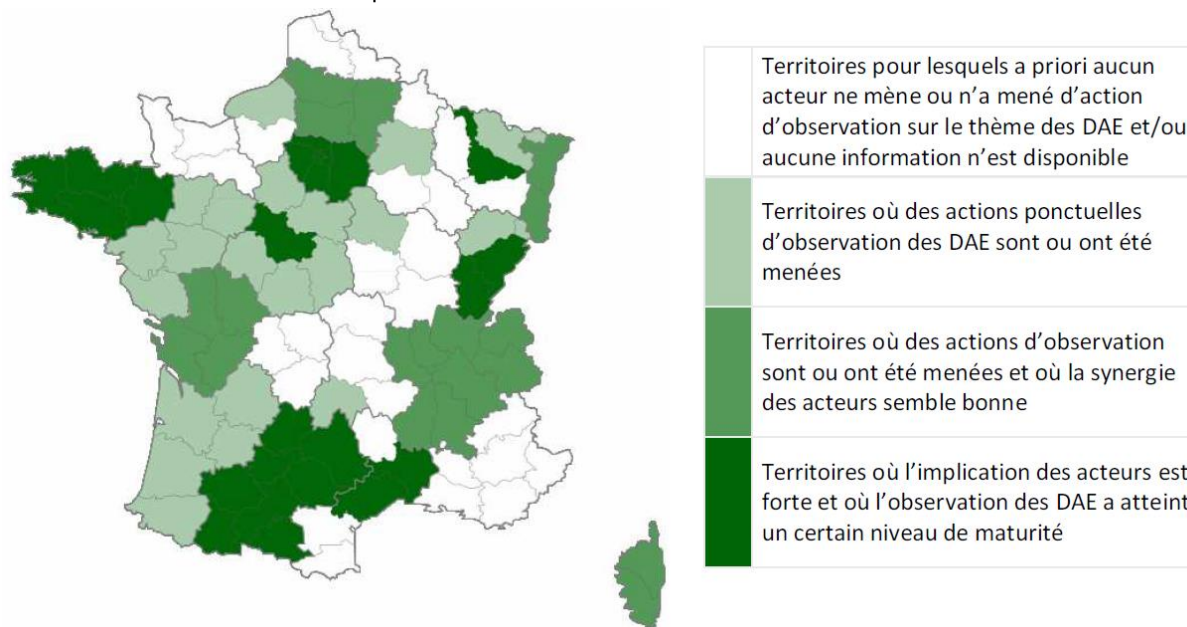 Territoires pour lesquels a priori aucun
acteur ne mène ou n'a mené d'action
d'observation sur le thème des DAE et/ou
aucune information n'est disponible
Territoires où des actions ponctuelles
d'observation des DAE sont ou ont été
menées
Territoires où des actions d'observation
sont ou ont été menées et où la synergie
des acteurs semble bonne
Territoires où l'implication des acteurs est
forte et où l'observation des DAE a atteint
un certain niveau de maturité